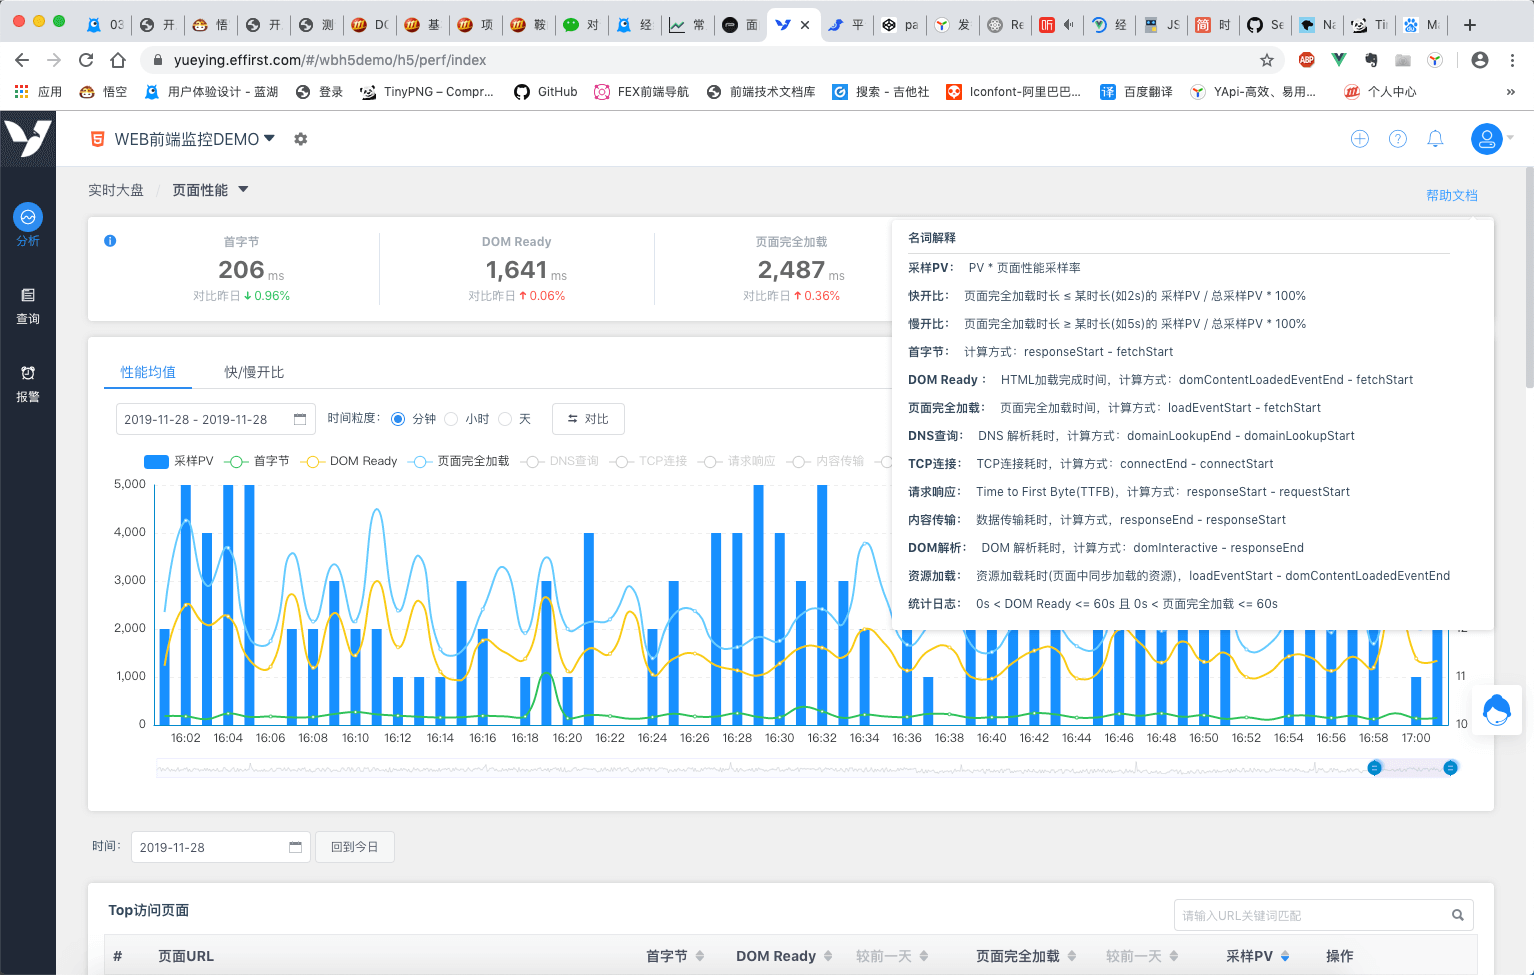 03
开
悟
开
测
DC
基
项
鞍
对
经
常
面
平
pa
发
Re
听
经
JS
简 时
Se
Na
Tin
Ma
yueying.effirst.com/#/wbh5demo/h5/perf/index
ABP
应用 悟空 用户体验设计 - 蓝湖 登录 TinyPNG – Compr... GitHub FEX前端导航 前端技术文档库 搜索 - 吉他社 Iconfont-阿里巴巴... 译 百度翻译 YApi-高效、易用... 个人中心 »
WEB前端监控DEMO
实时大盘 / 页面性能
帮助文档
分析
查询
报警
首字节
206 ms
对比昨日 0.96%
DOM Ready
1,641 ms
对比昨日 0.06%
页面完全加载
2,487 ms
对比昨日 0.36%
名词解释
采样PV： PV * 页面性能采样率
快开比： 页面完全加载时长 ≤ 某时长(如2s)的 采样PV / 总采样PV * 100%
慢开比： 页面完全加载时长 ≥ 某时长(如5s)的 采样PV / 总采样PV * 100%
首字节： 计算方式：responseStart - fetchStart
DOM Ready： HTML加载完成时间，计算方式：domContentLoadedEventEnd - fetchStart
页面完全加载： 页面完全加载时间，计算方式：loadEventStart - fetchStart
DNS查询： DNS 解析耗时，计算方式：domainLookupEnd - domainLookupStart
TCP连接： TCP连接耗时，计算方式：connectEnd - connectStart
请求响应： Time to First Byte(TTFB)，计算方式：responseStart - requestStart
内容传输： 数据传输耗时，计算方式，responseEnd - responseStart
DOM解析： DOM 解析耗时，计算方式：domInteractive - responseEnd
资源加载： 资源加载耗时(页面中同步加载的资源)，loadEventStart - domContentLoadedEventEnd
统计日志： 0s < DOM Ready <= 60s 且 0s < 页面完全加载 <= 60s
性能均值 快/慢开比
2019-11-28 - 2019-11-28 时间粒度： 分钟 小时 天 对比
采样PV 首字节 DOM Ready 页面完全加载 DNS查询 TCP连接 请求响应 内容传输
5,000
4,000
3,000
2,000
1,000
0
12
11
10
16:02 16:04 16:06 16:08 16:10 16:12 16:14 16:16 16:18 16:20 16:22 16:24 16:26 16:28 16:30 16:32 16:34 16:36 16:38 16:40 16:42 16:44 16:46 16:48 16:50 16:52 16:54 16:56 16:58 17:00
时间： 2019-11-28 回到今日
Top访问页面
请输入URL关键词匹配
# 页面URL 首字节 DOM Ready 较前一天 页面完全加载 较前一天 采样PV 操作